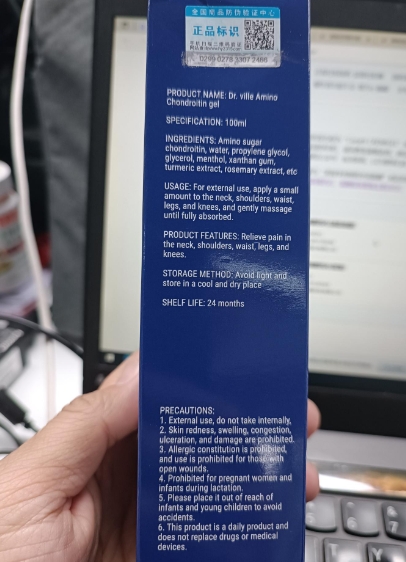 全国新品防伪验证中心
正品标识
0299 0278 3307 2466
PRODUCT NAME: Dr. ville Amino
Chondroitin gel
SPECIFICATION: 100ml
INGREDIENTS: Amino sugar
chondroitin, water, propylene glycol,
glycerol, menthol, xanthan gum,
turmeric extract, rosemary extract, etc
USAGE: For external use, apply a small
amount to the neck, shoulders, waist,
legs, and knees, and gently massage
until fully absorbed.
PRODUCT FEATURES: Relieve pain in
the neck, shoulders, waist, legs, and
knees.
STORAGE METHOD: Avoid light and
store in a cool and dry place
SHELF LIFE: 24 months
PRECAUTIONS:
1. External use, do not take internally,
2. Skin redness, swelling, congestion,
ulceration, and damage are prohibited.
3. Allergic constitution is prohibited,
and use is prohibited for those with
open wounds.
4. Prohibited for pregnant women and
infants during lactation.
5. Please place it out of reach of
infants and young children to avoid
accidents.
6. This product is a daily product and
does not replace drugs or medical
devices.